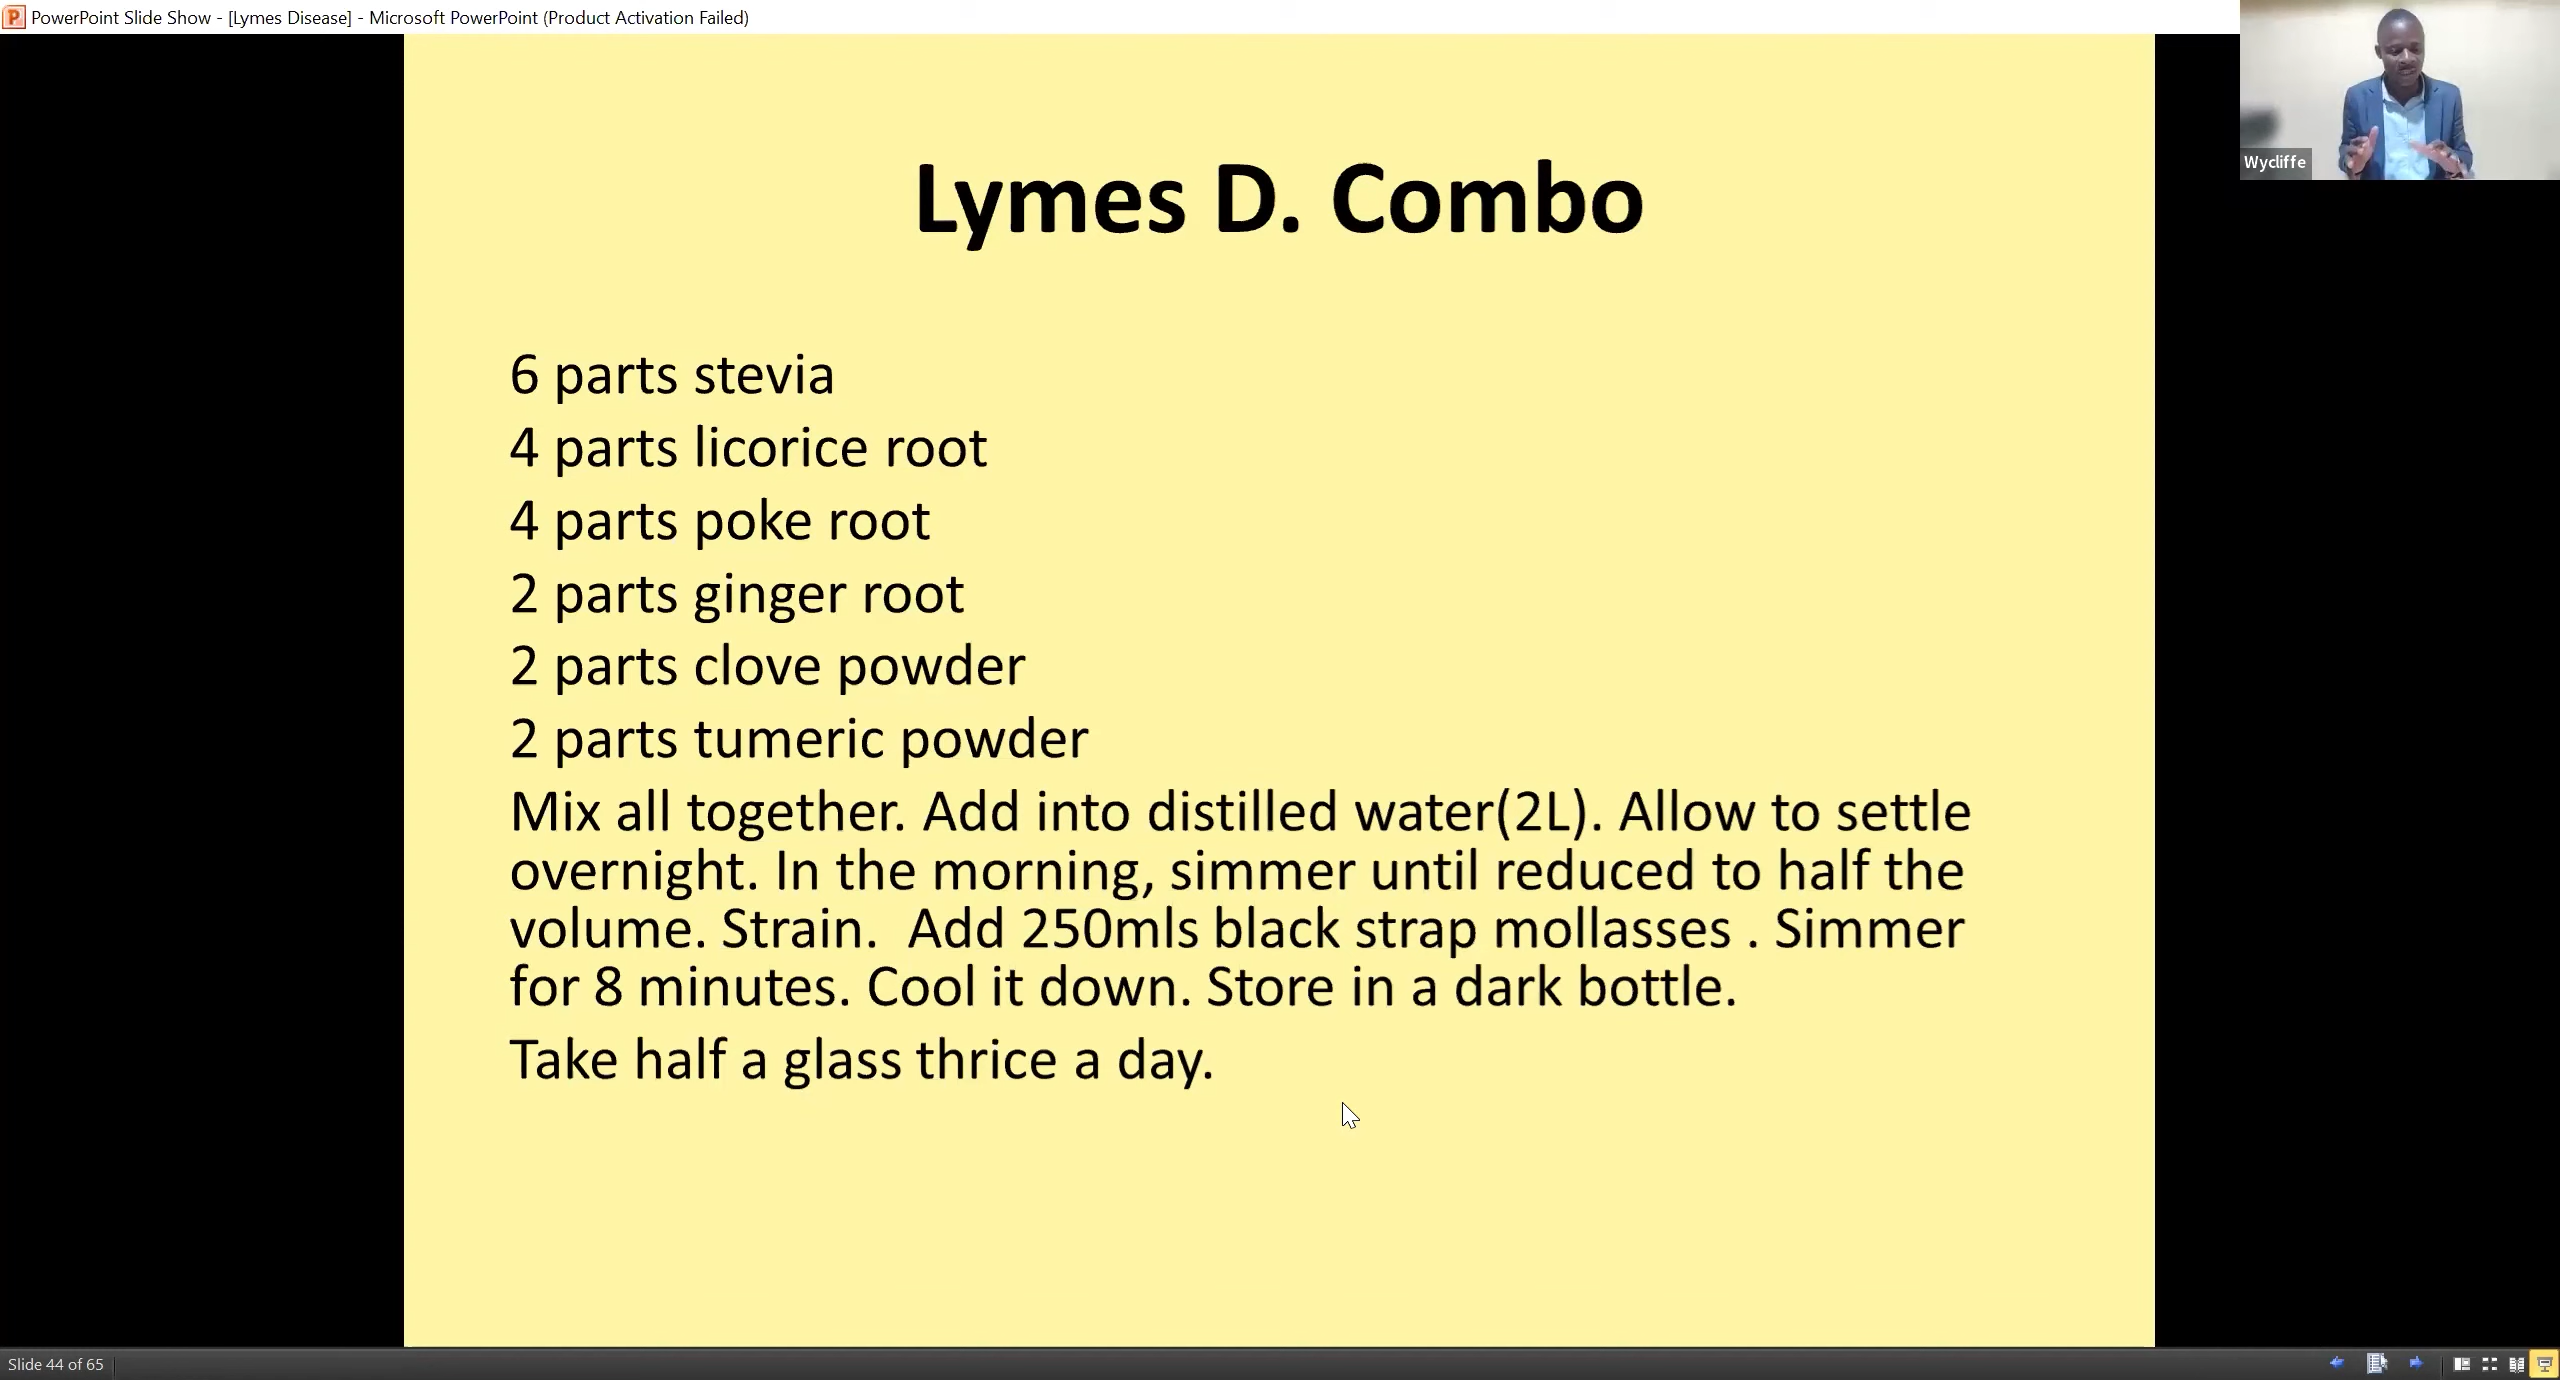 PowerPoint Slide Show - [Lymes Disease] - Microsoft PowerPoint (Product Activation Failed)
Wycliffe
Lymes D. Combo
6 parts stevia
4 parts licorice root
4 parts poke root
2 parts ginger root
2 parts clove powder
2 parts tumeric powder
Mix all together. Add into distilled water(2L). Allow to settle
overnight. In the morning, simmer until reduced to half the
volume. Strain.  Add 250mls black strap mollasses . Simmer
for 8 minutes. Cool it down. Store in a dark bottle.
Take half a glass thrice a day.
Slide 44 of 65